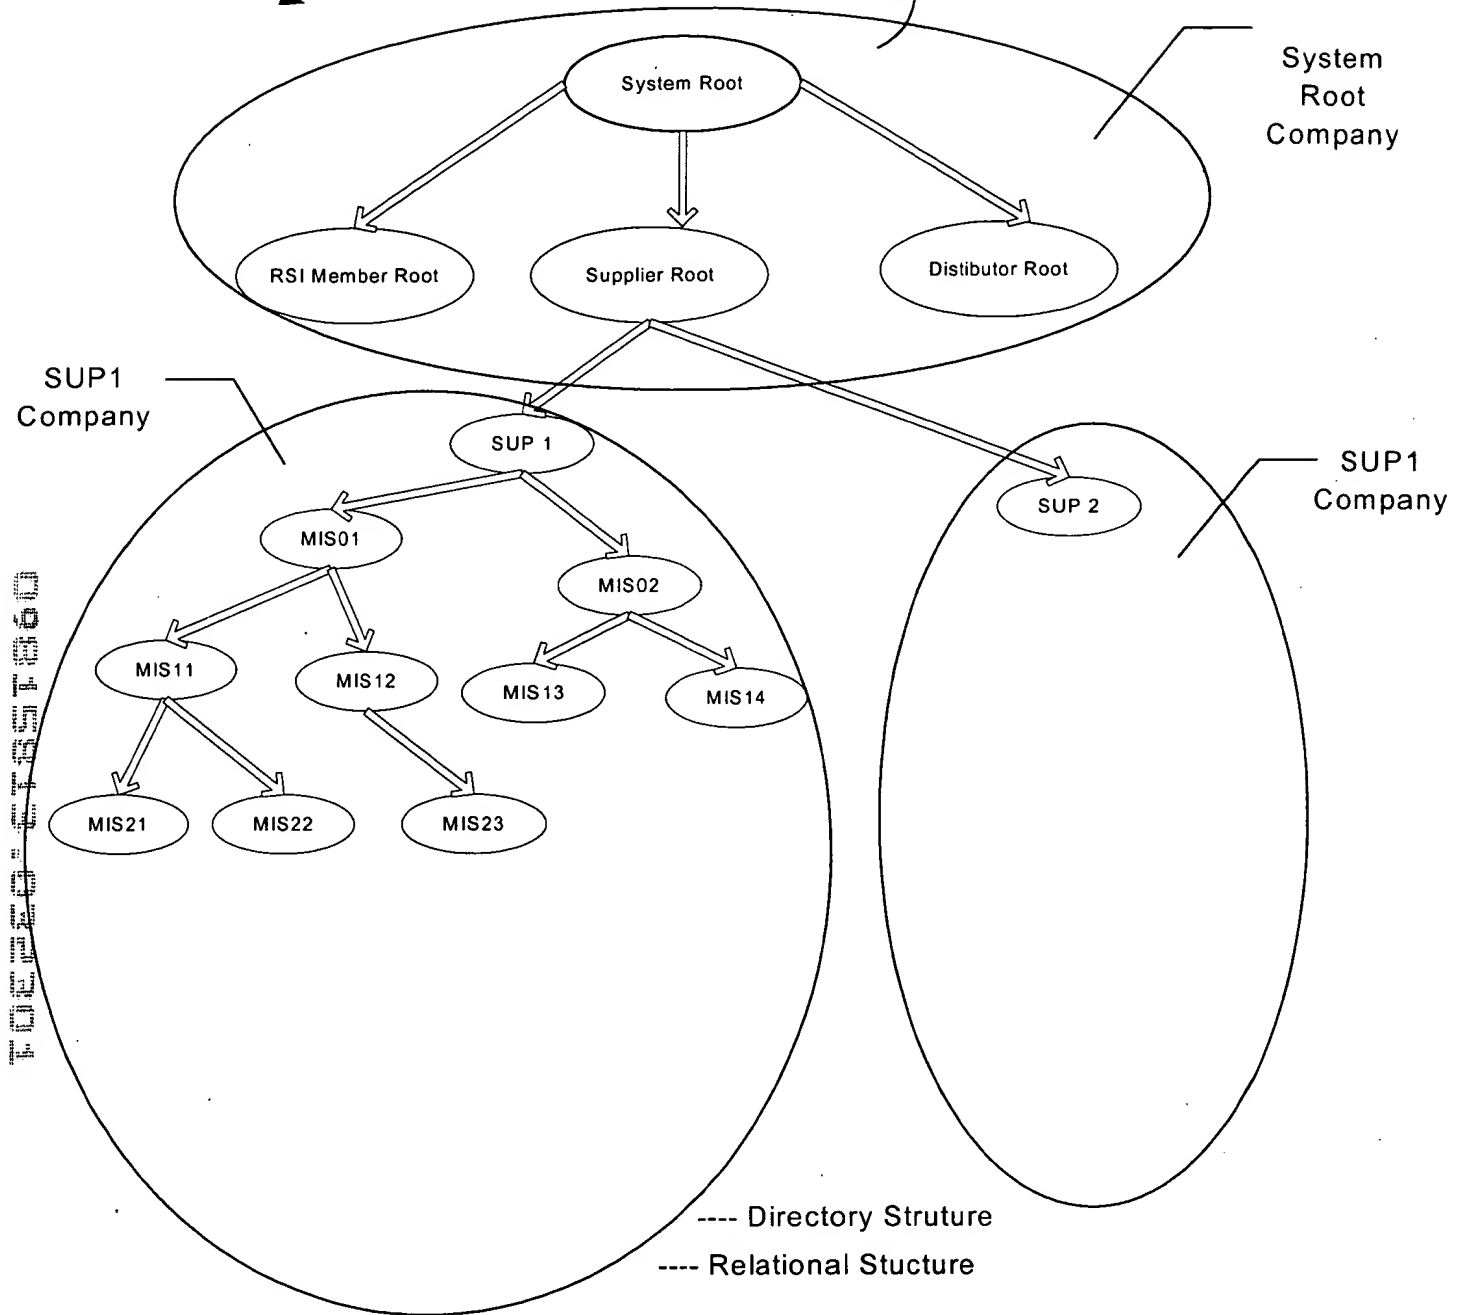 System Root
System
Root
Company
RSI Member Root
Supplier Root
Distibutor Root
SUP1
Company
SUP 1
SUP1
Company
SUP 2
MIS01
MIS02
MIS11
MIS12
MIS13
MIS14
MIS21
MIS22
MIS23
---- Directory Struture
---- Relational Stucture